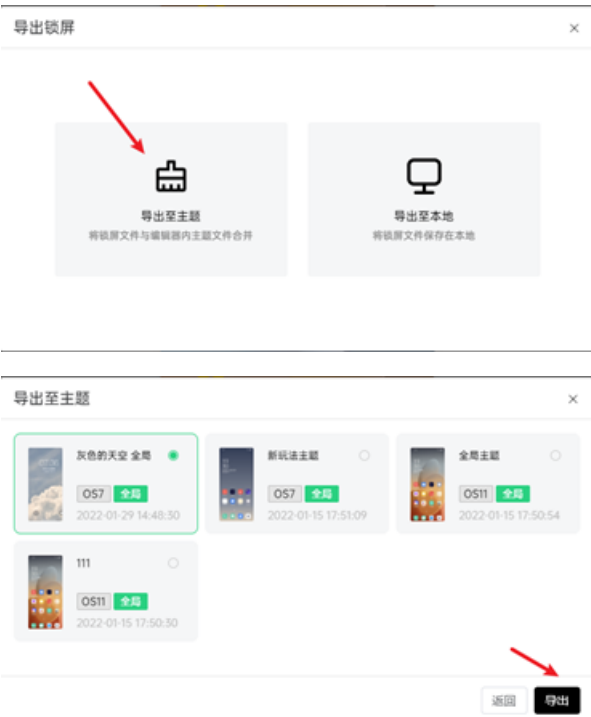 导出锁屏
导出至主题
将锁屏文件与编辑器内主题文件合并
导出至本地
将锁屏文件保存在本地
导出至主题
灰色的天空 全局
OS7 全局
2022-01-29 14:48:30
新玩法主题
OS7 全局
2022-01-15 17:51:09
全局主题
OS11 全局
2022-01-15 17:50:54
111
OS11 全局
2022-01-15 17:50:30
返回 导出